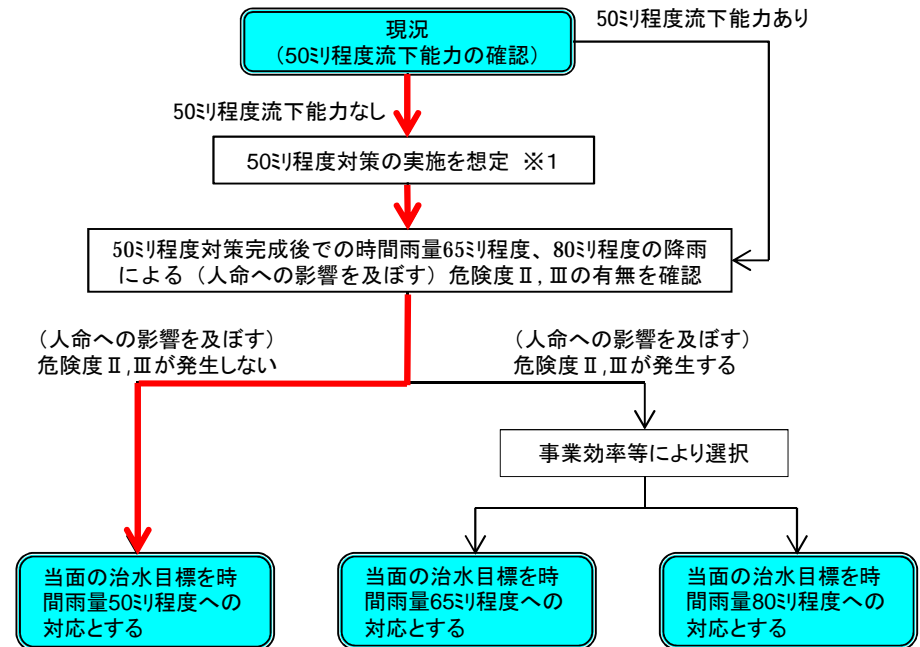 50ﾐﾘ程度流下能力あり
現況
（50ﾐﾘ程度流下能力の確認）
50ﾐﾘ程度流下能力なし
50ﾐﾘ程度対策の実施を想定 ※1
50ﾐﾘ程度対策完成後での時間雨量65ﾐﾘ程度、80ﾐﾘ程度の降雨
による（人命への影響を及ぼす）危険度Ⅱ,Ⅲの有無を確認
（人命への影響を及ぼす）
危険度Ⅱ,Ⅲが発生しない
（人命への影響を及ぼす）
危険度Ⅱ,Ⅲが発生する
事業効率等により選択
当面の治水目標を時
間雨量50ﾐﾘ程度への
対応とする
当面の治水目標を時
間雨量65ﾐﾘ程度への
対応とする
当面の治水目標を時
間雨量80ﾐﾘ程度への
対応とする